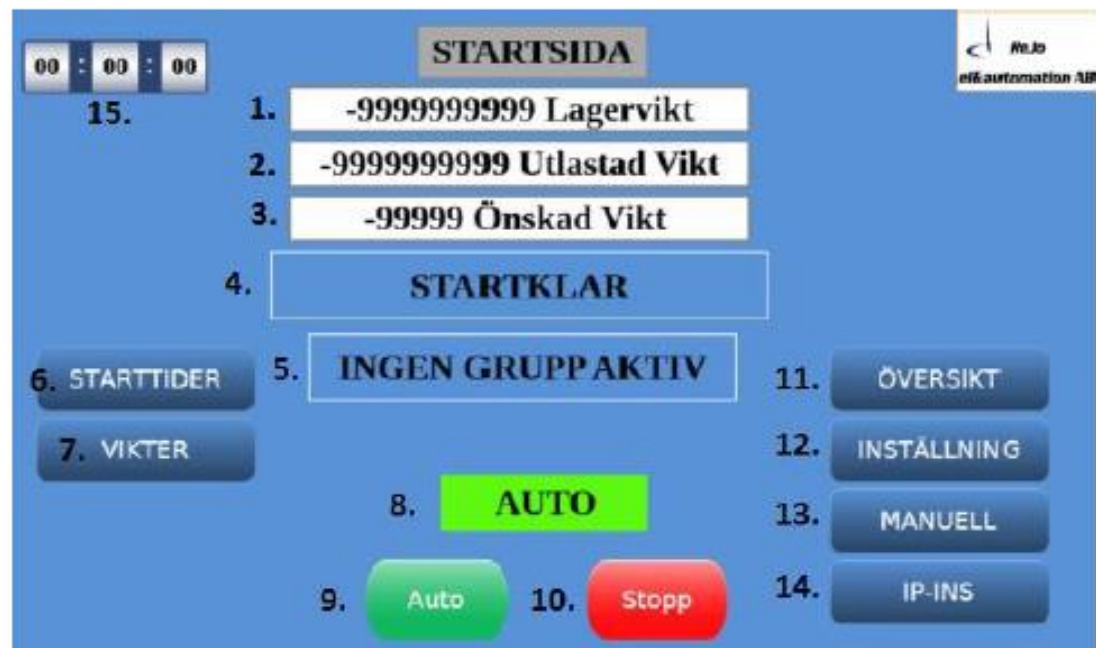 STARTSIDA
00 : 00 : 00
15.
1. -9999999999 Lagervikt
2. -9999999999 Utlastad Vikt
3. -99999 Önskad Vikt
4. STARTKLAR
5. INGEN GRUPP AKTIV
6. STARTTIDER
7. VIKTER
8. AUTO
9. Auto
10. Stopp
11. ÖVERSIKT
12. INSTÄLLNING
13. MANUELL
14. IP-INS